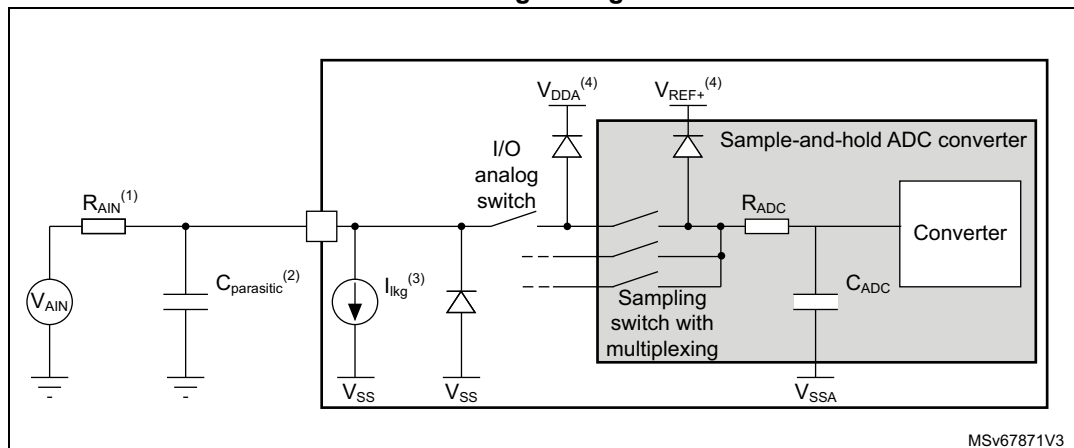 V_DDA^(4)
V_REF+^(4)
Sample-and-hold ADC converter
I/O
analog
switch
R_AIN^(1)
R_ADC
Converter
V_AIN
C_parasitic^(2)
I_lkg^(3)
C_ADC
Sampling
switch with
multiplexing
V_SS
V_SS
V_SSA
MSv67871V3